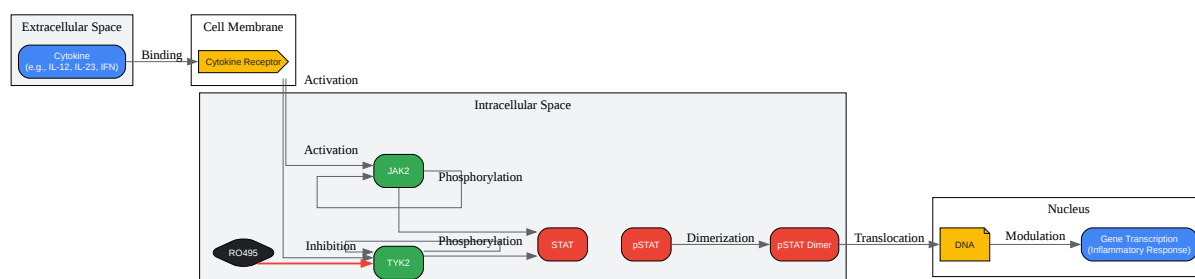 Extracellular Space
Cytokine
(e.g., IL-12, IL-23, IFN)
Binding
Cell Membrane
Cytokine Receptor
Activation
Intracellular Space
Activation
JAK2
Phosphorylation
RO495
Inhibition
TYK2
Phosphorylation
STAT
pSTAT
Dimerization
pSTAT Dimer
Translocation
Nucleus
DNA
Modulation
Gene Transcription
(Inflammatory Response)